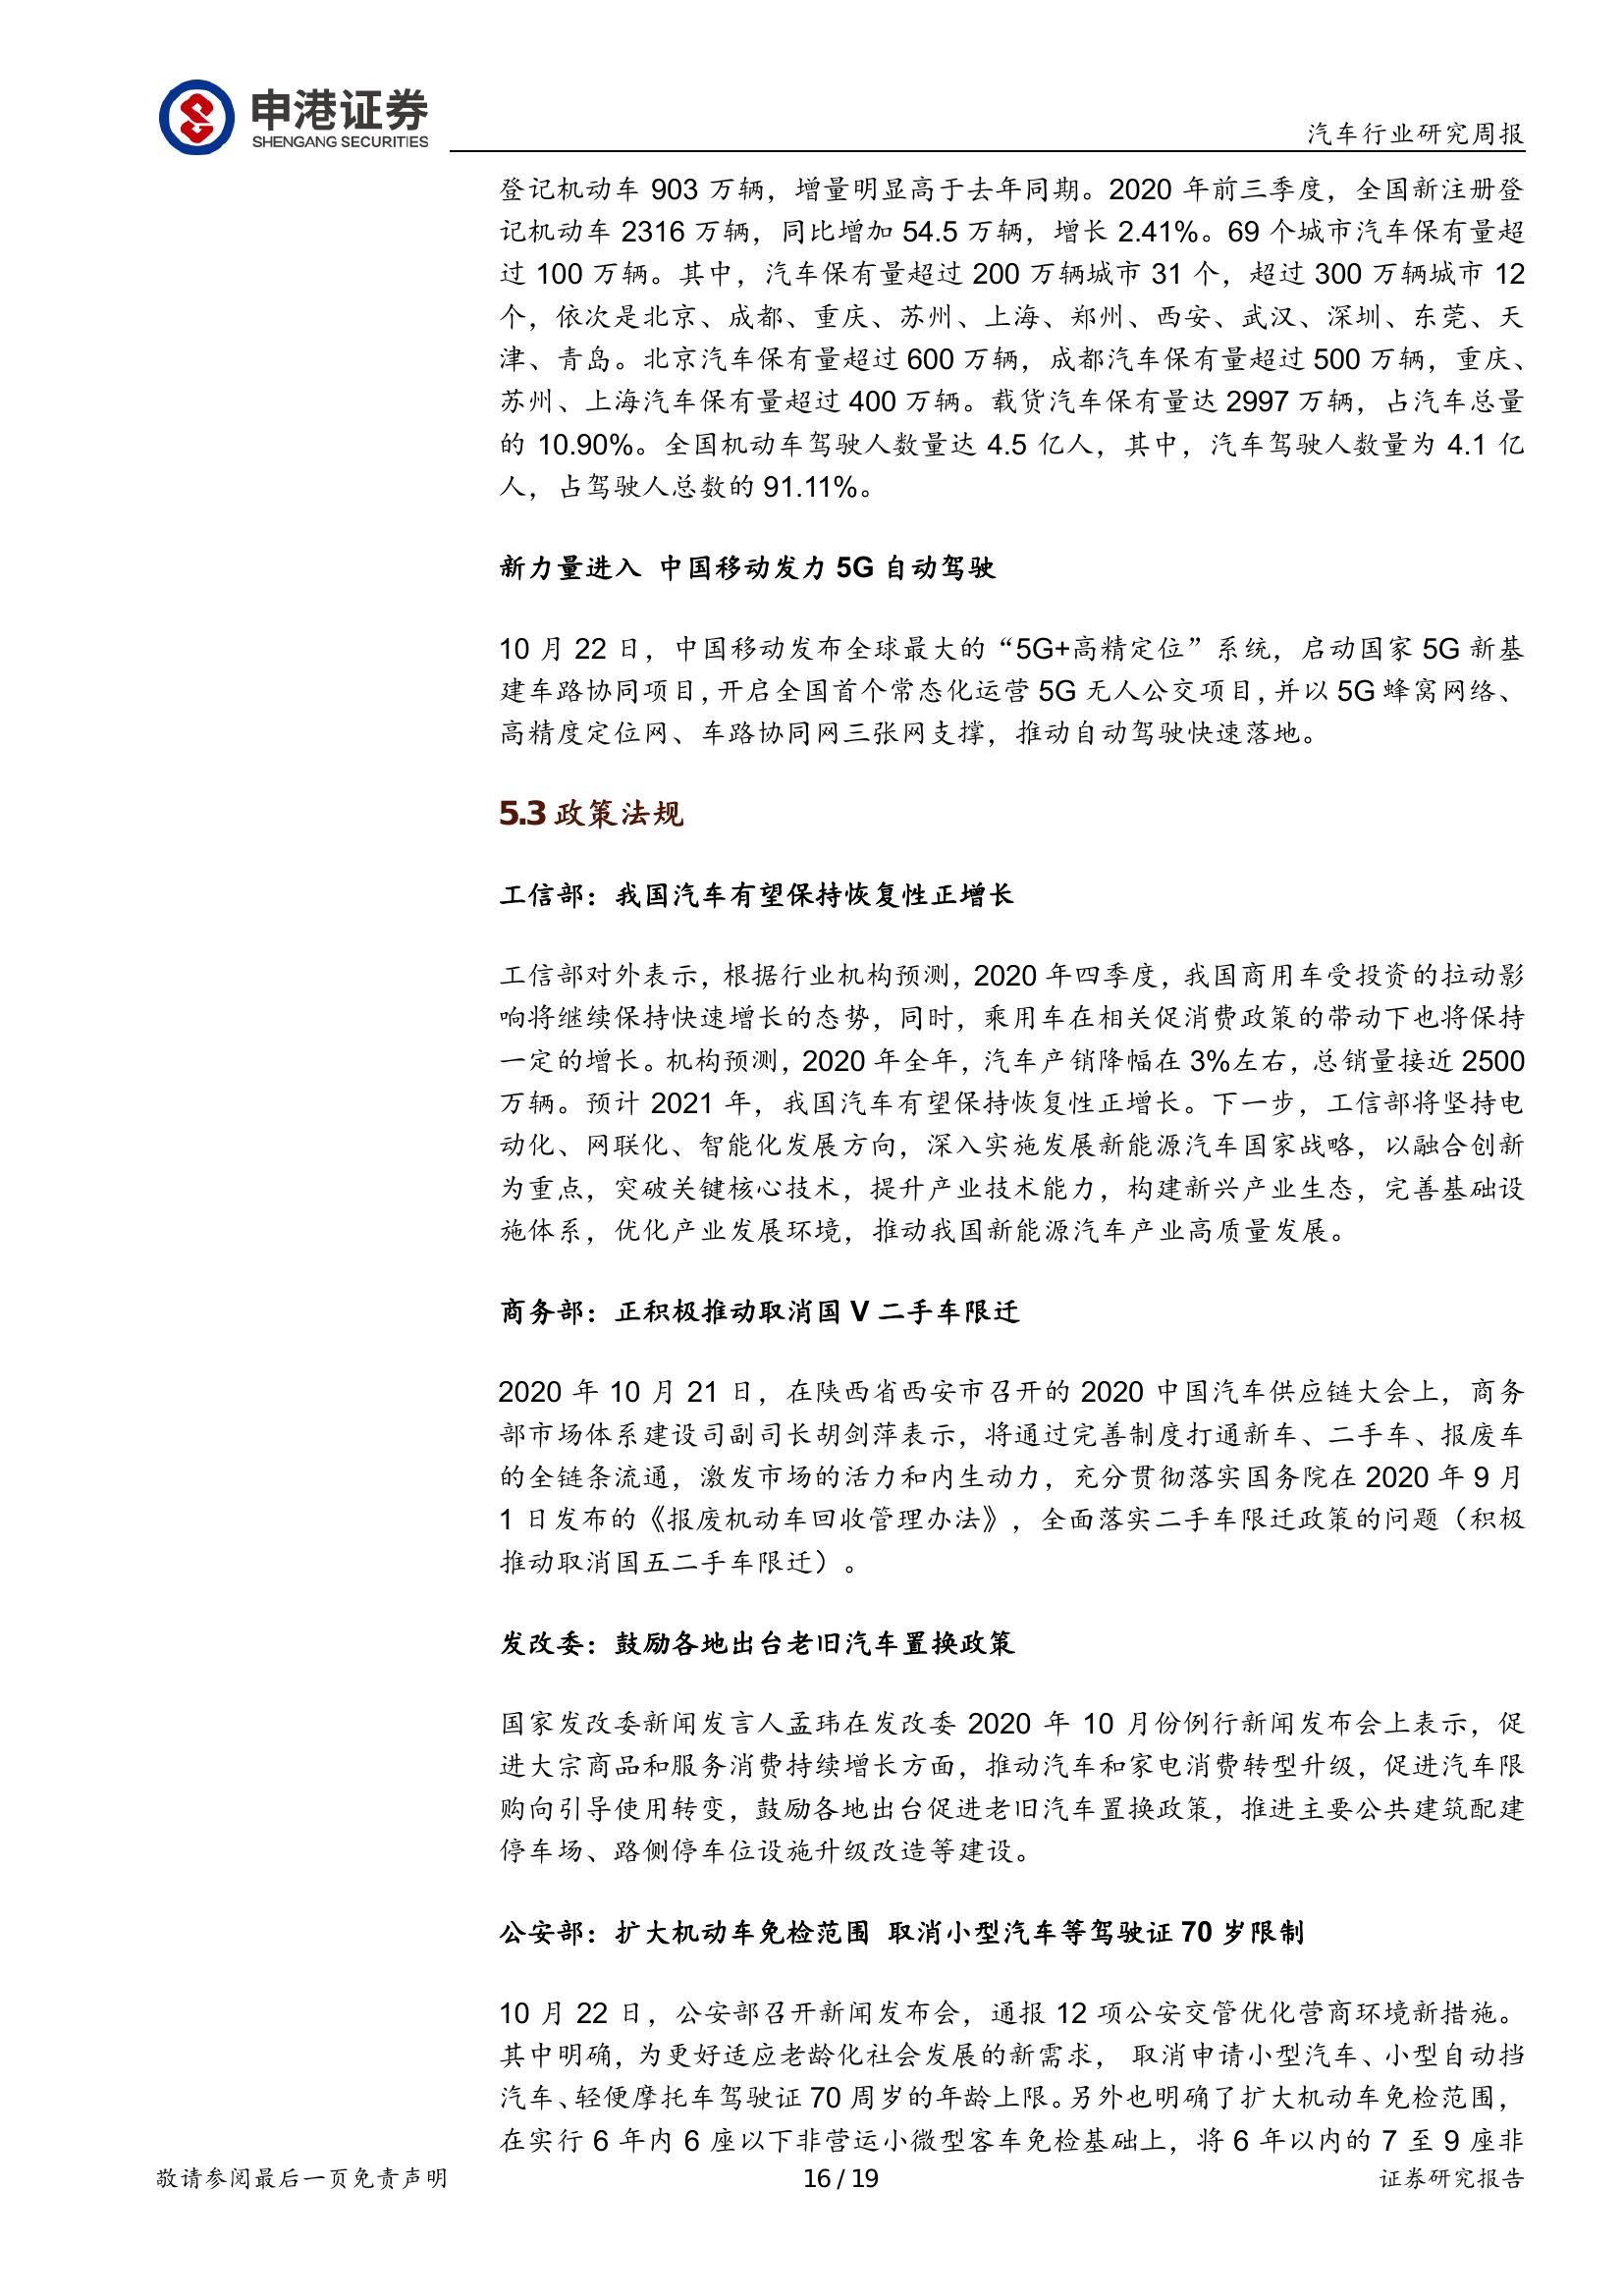 申港证券
SHENGANG SECURITIES
汽车行业研究周报
登记机动车 903 万辆，增量明显高于去年同期。2020 年前三季度，全国新注册登
记机动车 2316 万辆，同比增加 54.5 万辆，增长 2.41%。69 个城市汽车保有量超
过 100 万辆。其中，汽车保有量超过 200 万辆城市 31 个，超过 300 万辆城市 12
个，依次是北京、成都、重庆、苏州、上海、郑州、西安、武汉、深圳、东莞、天
津、青岛。北京汽车保有量超过 600 万辆，成都汽车保有量超过 500 万辆，重庆、
苏州、上海汽车保有量超过 400 万辆。载货汽车保有量达 2997 万辆，占汽车总量
的 10.90%。全国机动车驾驶人数量达 4.5 亿人，其中，汽车驾驶人数量为 4.1 亿
人，占驾驶人总数的 91.11%。
新力量进入 中国移动发力 5G 自动驾驶
10 月 22 日，中国移动发布全球最大的“5G+高精定位”系统，启动国家 5G 新基
建车路协同项目，开启全国首个常态化运营 5G 无人公交项目，并以 5G 蜂窝网络、
高精度定位网、车路协同网三张网支撑，推动自动驾驶快速落地。
5.3 政策法规
工信部：我国汽车有望保持恢复性正增长
工信部对外表示，根据行业机构预测，2020 年四季度，我国商用车受投资的拉动影
响将继续保持快速增长的态势，同时，乘用车在相关促消费政策的带动下也将保持
一定的增长。机构预测，2020 年全年，汽车产销降幅在 3%左右，总销量接近 2500
万辆。预计 2021 年，我国汽车有望保持恢复性正增长。下一步，工信部将坚持电
动化、网联化、智能化发展方向，深入实施发展新能源汽车国家战略，以融合创新
为重点，突破关键核心技术，提升产业技术能力，构建新兴产业生态，完善基础设
施体系，优化产业发展环境，推动我国新能源汽车产业高质量发展。
商务部：正积极推动取消国 V 二手车限迁
2020 年 10 月 21 日，在陕西省西安市召开的 2020 中国汽车供应链大会上，商务
部市场体系建设司副司长胡剑萍表示，将通过完善制度打通新车、二手车、报废车
的全链条流通，激发市场的活力和内生动力，充分贯彻落实国务院在 2020 年 9 月
1 日发布的《报废机动车回收管理办法》，全面落实二手车限迁政策的问题（积极
推动取消国五二手车限迁）。
发改委：鼓励各地出台老旧汽车置换政策
国家发改委新闻发言人孟玮在发改委 2020 年 10 月份例行新闻发布会上表示，促
进大宗商品和服务消费持续增长方面，推动汽车和家电消费转型升级，促进汽车限
购向引导使用转变，鼓励各地出台促进老旧汽车置换政策，推进主要公共建筑配建
停车场、路侧停车位设施升级改造等建设。
公安部：扩大机动车免检范围 取消小型汽车等驾驶证 70 岁限制
10 月 22 日，公安部召开新闻发布会，通报 12 项公安交管优化营商环境新措施。
其中明确，为更好适应老龄化社会发展的新需求， 取消申请小型汽车、小型自动挡
汽车、轻便摩托车驾驶证 70 周岁的年龄上限。另外也明确了扩大机动车免检范围，
在实行 6 年内 6 座以下非营运小微型客车免检基础上，将 6 年以内的 7 至 9 座非
敬请参阅最后一页免责声明
16 / 19
证券研究报告